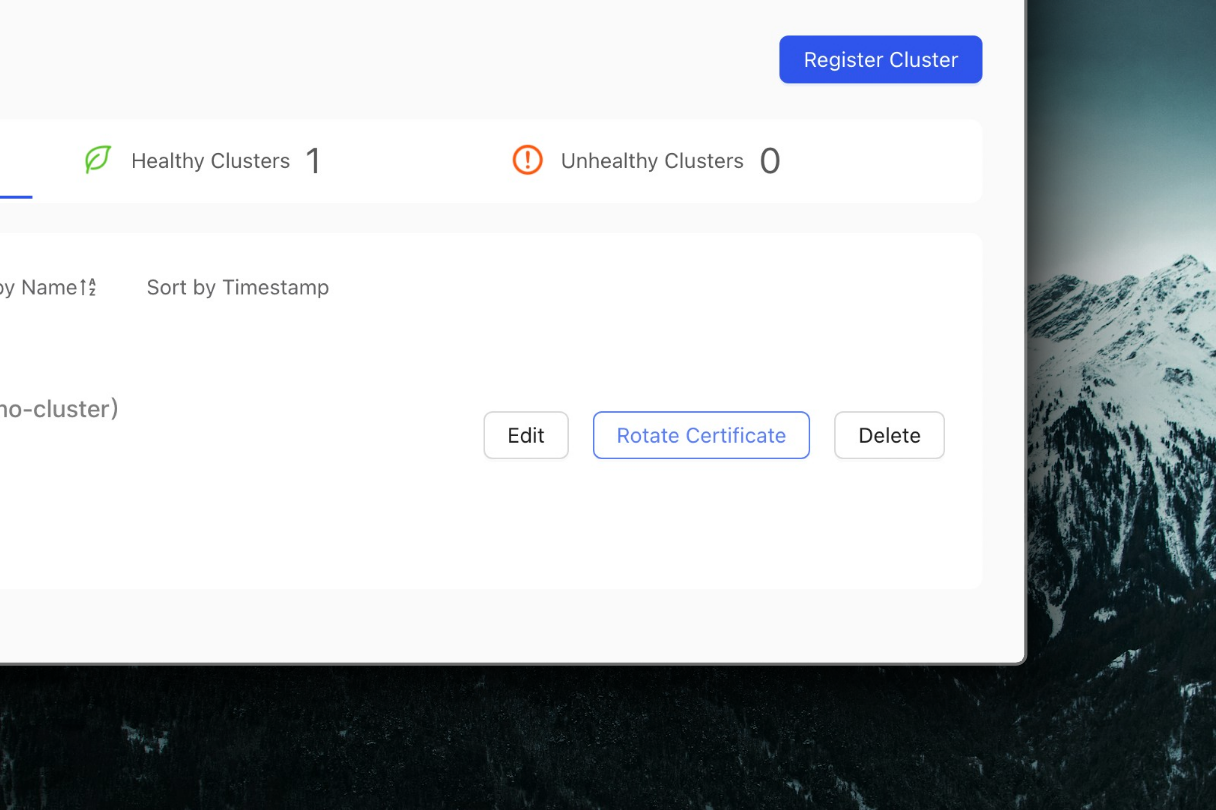 Register Cluster
Healthy Clusters 1
Unhealthy Clusters 0
by Name
Sort by Timestamp
no-cluster)
Edit
Rotate Certificate
Delete